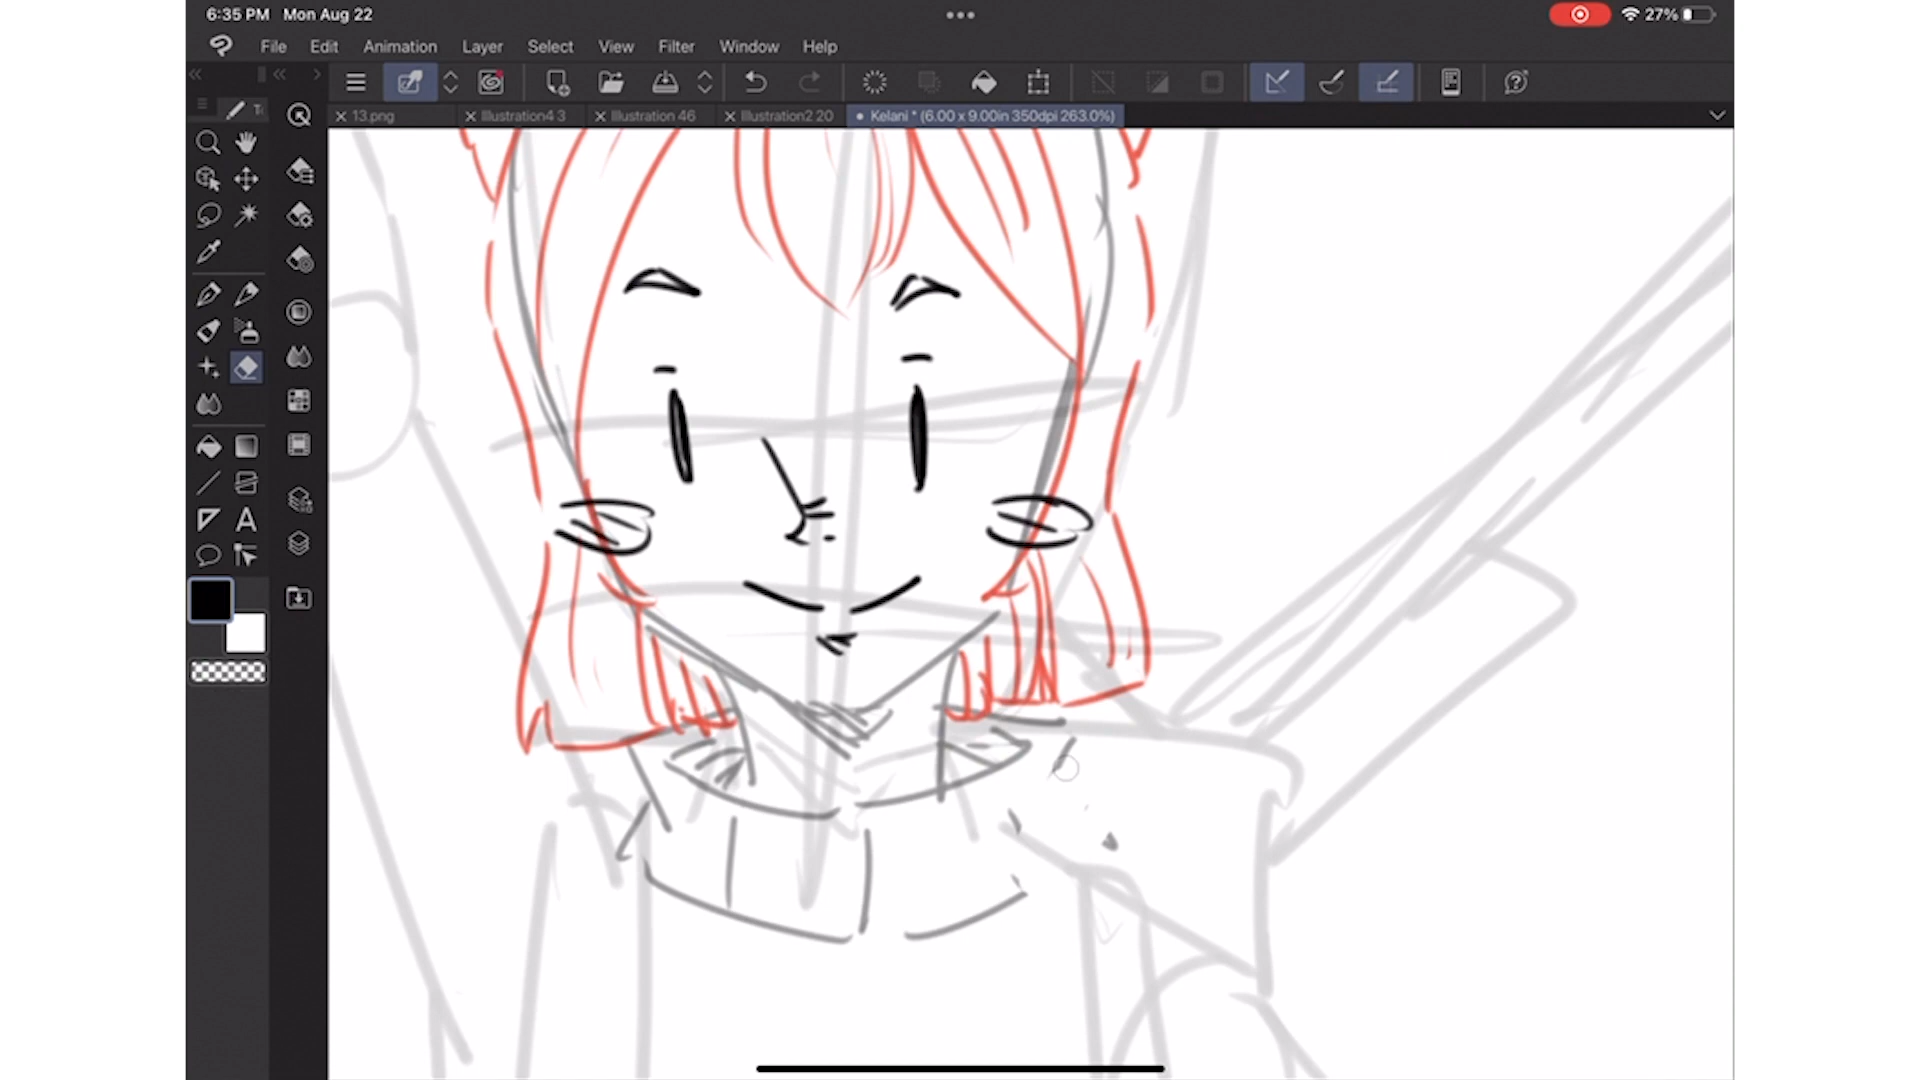 6:35 PM Mon Aug 22
27%
File Edit Animation Layer Select View Filter Window Help
13.png Illustration4 3 Illustration 46 Illustration2 20 Kelani * (6.00 x 9.00in 350dpi 263.0%)
A